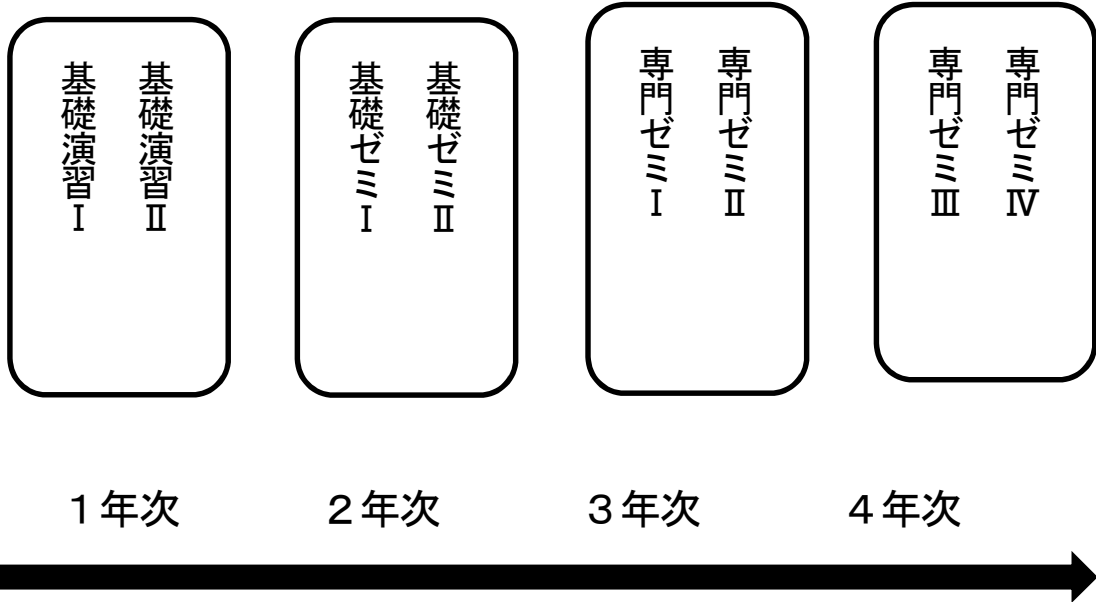 基礎演習Ⅰ
基礎演習Ⅱ
基礎ゼミⅠ
基礎ゼミⅡ
専門ゼミⅠ
専門ゼミⅡ
専門ゼミⅢ
専門ゼミⅣ
１年次
２年次
３年次
４年次